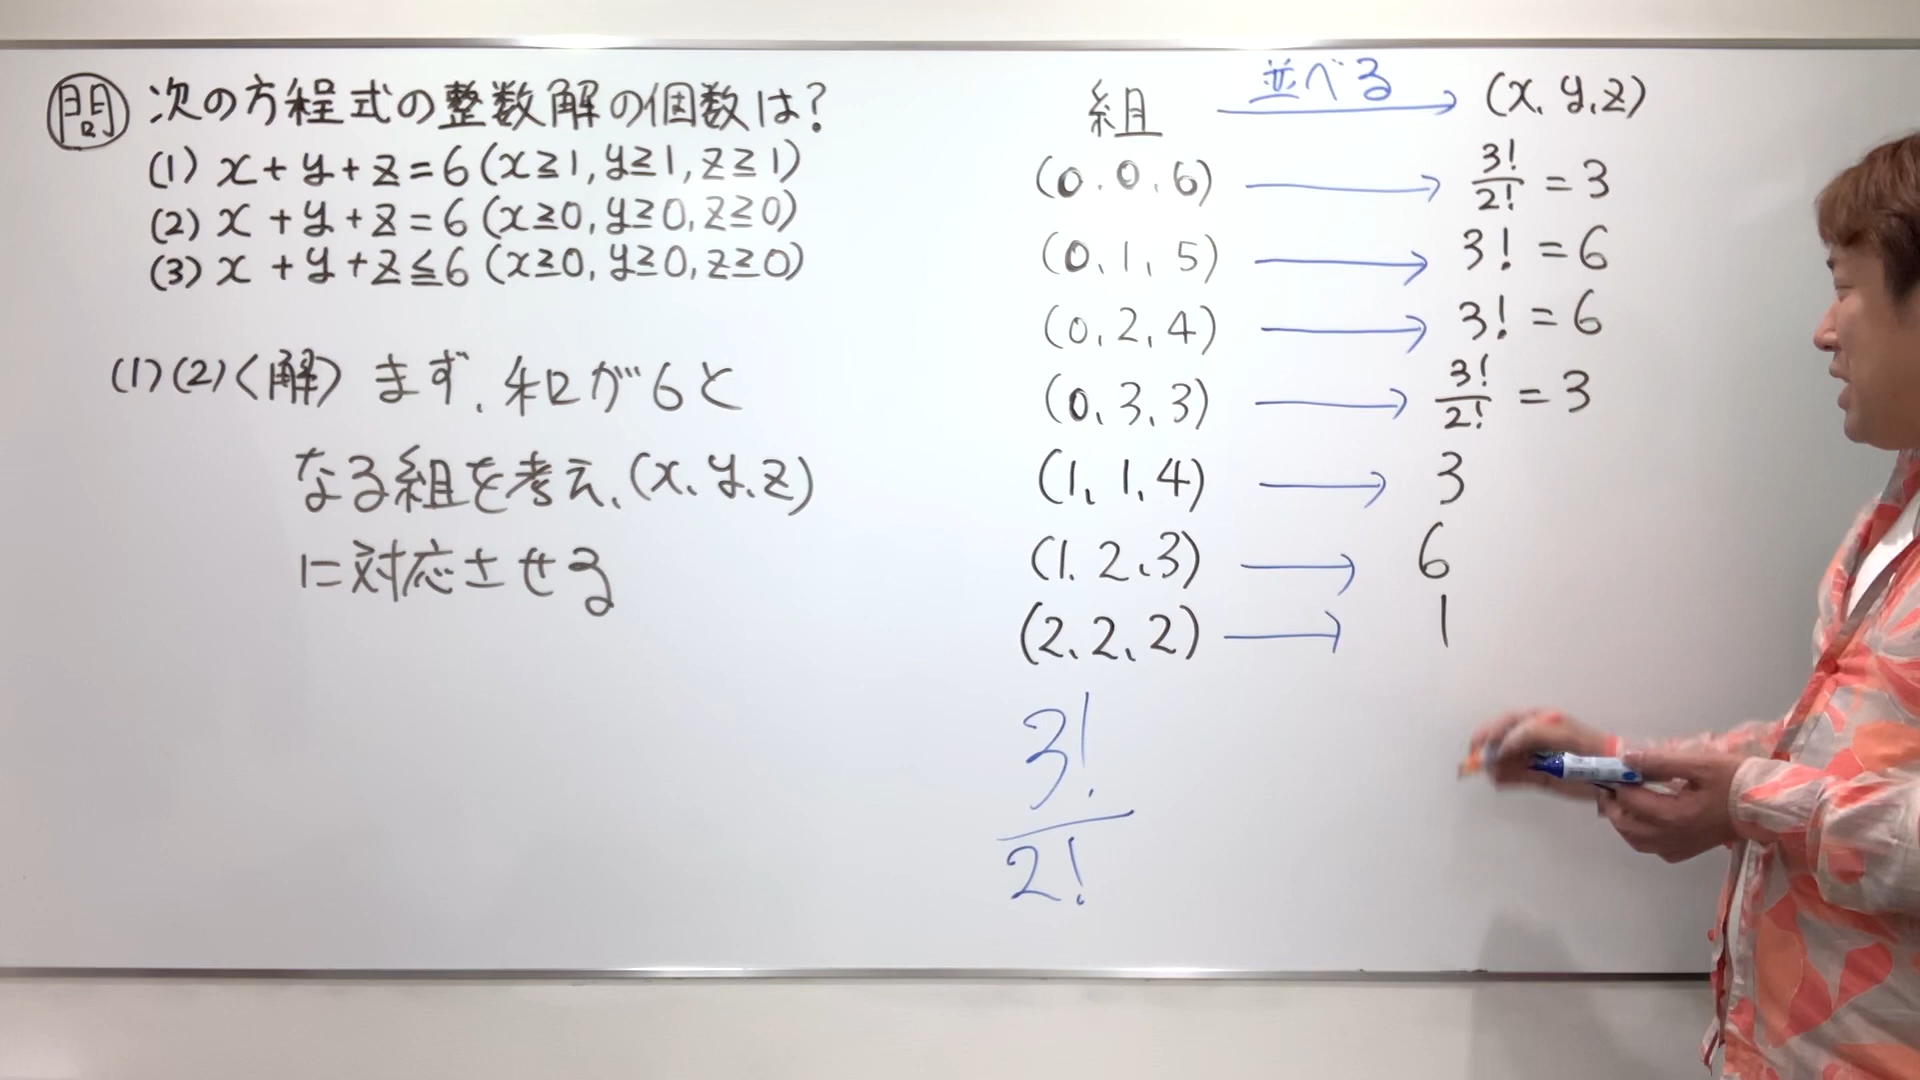 問 次の方程式の整数解の個数は?
(1) x+y+z=6(x≧1,y≧1,z≧1)
(2) x+y+z=6(x≧0,y≧0,z≧0)
(3) x+y+z≦6(x≧0,y≧0,z≧0)
(1)(2)<解> まず、和が6と
なる組を考え、(x、y、z)
に対応させる
組 並べる (x、y、z)
(0、0、6) → 3!/2! = 3
(0、1、5) → 3! = 6
(0、2、4) → 3! = 6
(0、3、3) → 3!/2! = 3
(1、1、4) → 3
(1、2、3) → 6
(2、2、2) → 1
3!/2!